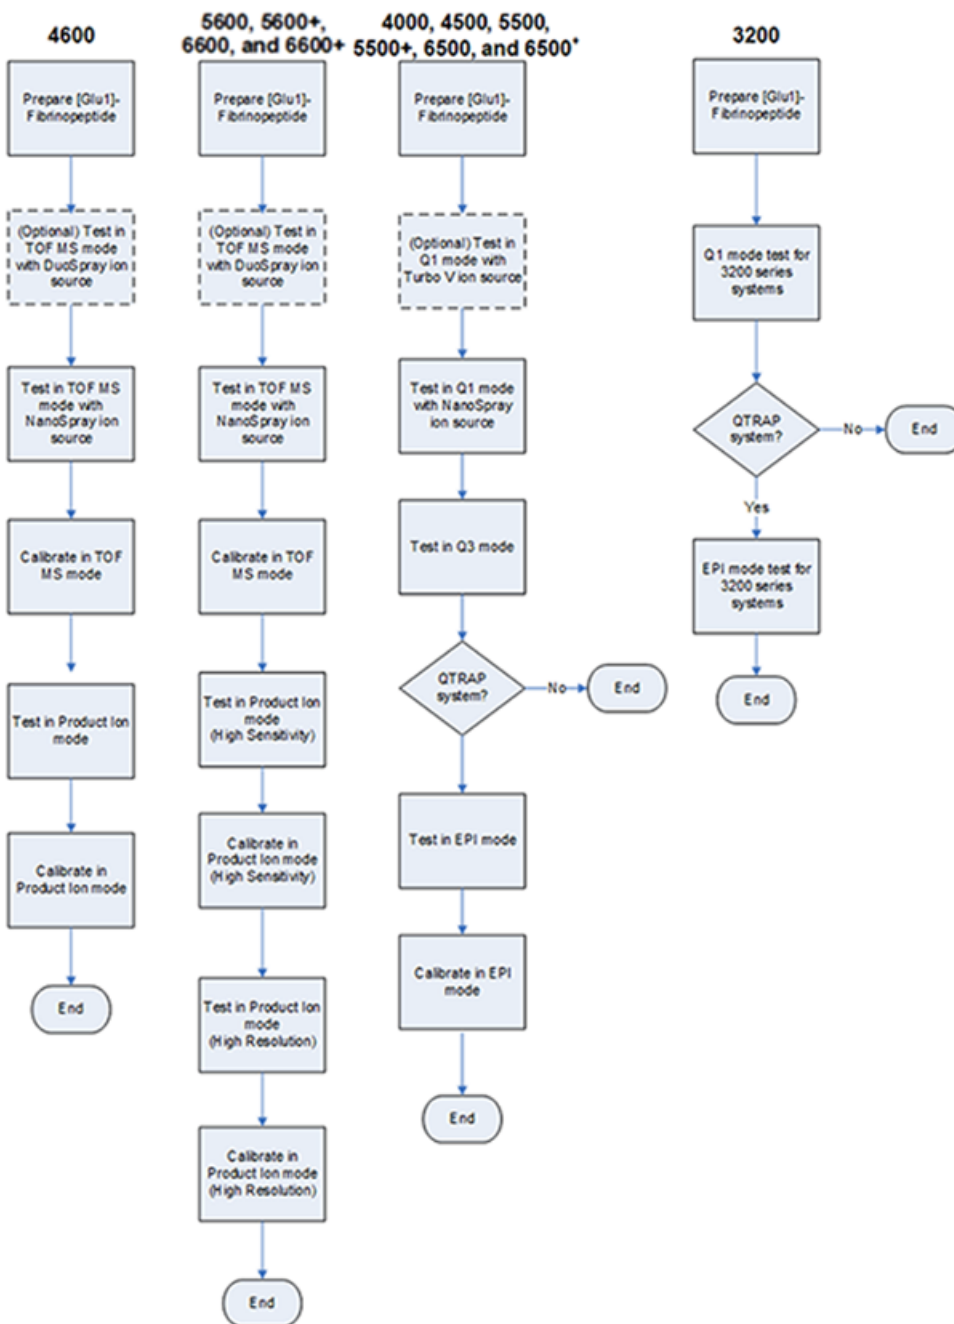 4600
Prepare [Glu1]-
Fibrinopeptide
(Optional) Test in
TOF MS mode
with DuoSpray ion
source
Test in TOF MS
mode with
NanoSpray ion
source
Calibrate in TOF
MS mode
Test in Product Ion
mode
Calibrate in
Product Ion mode
End
5600, 5600+,
6600, and 6600+
Prepare [Glu1]-
Fibrinopeptide
(Optional) Test in
TOF MS mode
with DuoSpray ion
source
Test in TOF MS
mode with
NanoSpray ion
source
Calibrate in TOF
MS mode
Test in Product Ion
mode
(High Sensitivity)
Calibrate in
Product Ion mode
(High Sensitivity)
Test in Product Ion
mode
(High Resolution)
Calibrate in
Product Ion mode
(High Resolution)
End
4000, 4500, 5500,
5500+, 6500, and 6500+
Prepare [Glu1]-
Fibrinopeptide
(Optional) Test in
Q1 mode with
Turbo V ion source
Test in Q1 mode
with NanoSpray
ion source
Test in Q3 mode
QTRAP
system?
No
End
Test in EPI mode
Calibrate in EPI
mode
End
3200
Prepare [Glu1]-
Fibrinopeptide
Q1 mode test for
3200 series
systems
QTRAP
system?
No
End
Yes
EPI mode test for
3200 series
systems
End